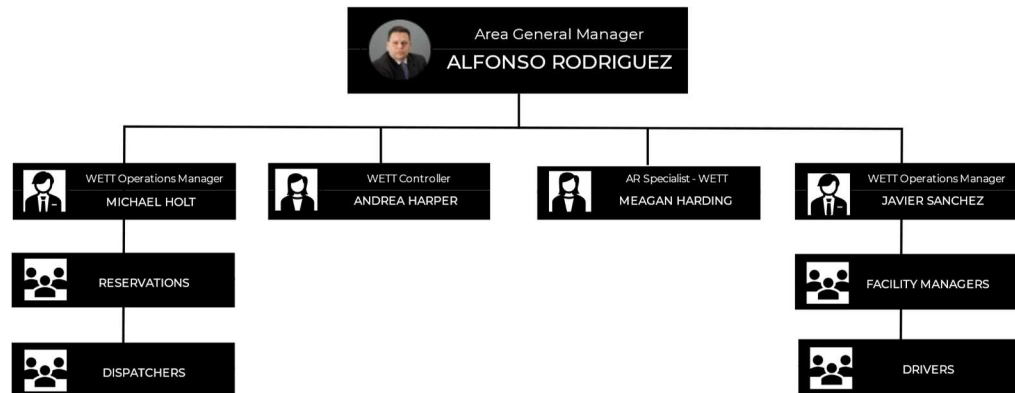 Area General Manager
ALFONSO RODRIGUEZ
WETT Operations Manager
MICHAEL HOLT
WETT Controller
ANDREA HARPER
AR Specialist - WETT
MEAGAN HARDING
WETT Operations Manager
JAVIER SANCHEZ
RESERVATIONS
FACILITY MANAGERS
DISPATCHERS
DRIVERS